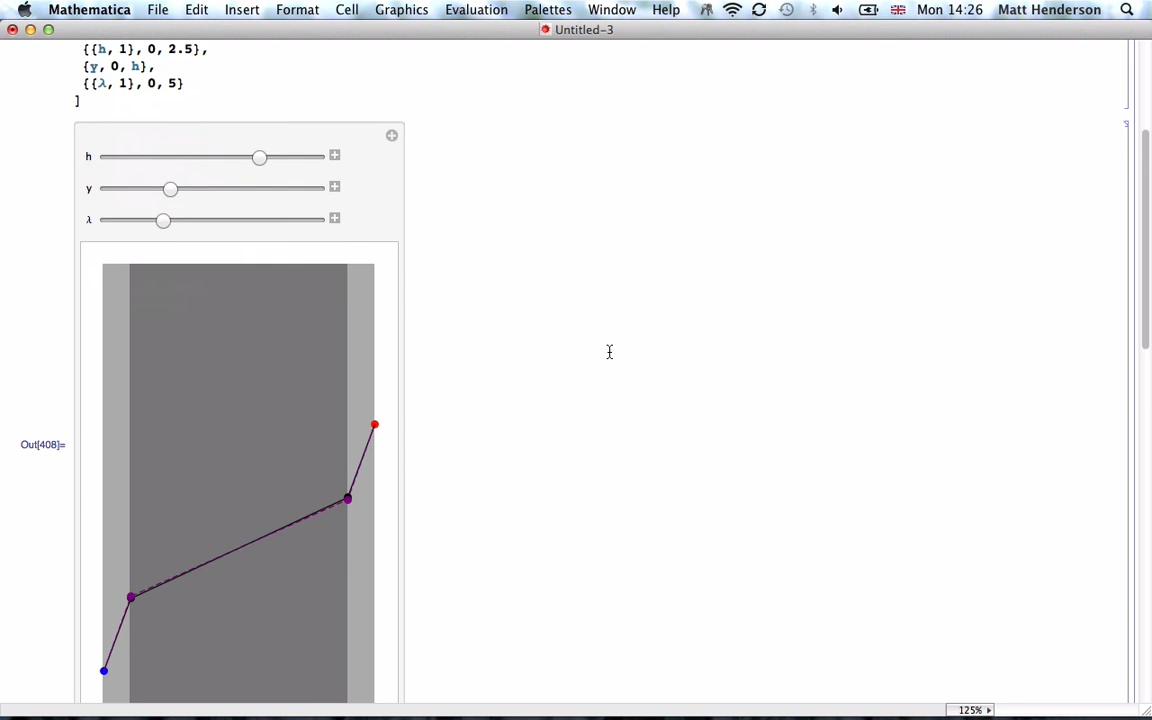 Mathematica File Edit Insert Format Cell Graphics Evaluation Palettes Window Help Mon 14:26 Matt Henderson
Untitled-3
{{h, 1}, 0, 2.5},
{y, 0, h},
{{λ, 1}, 0, 5}
]
h
y
λ
Out[408]=
125%